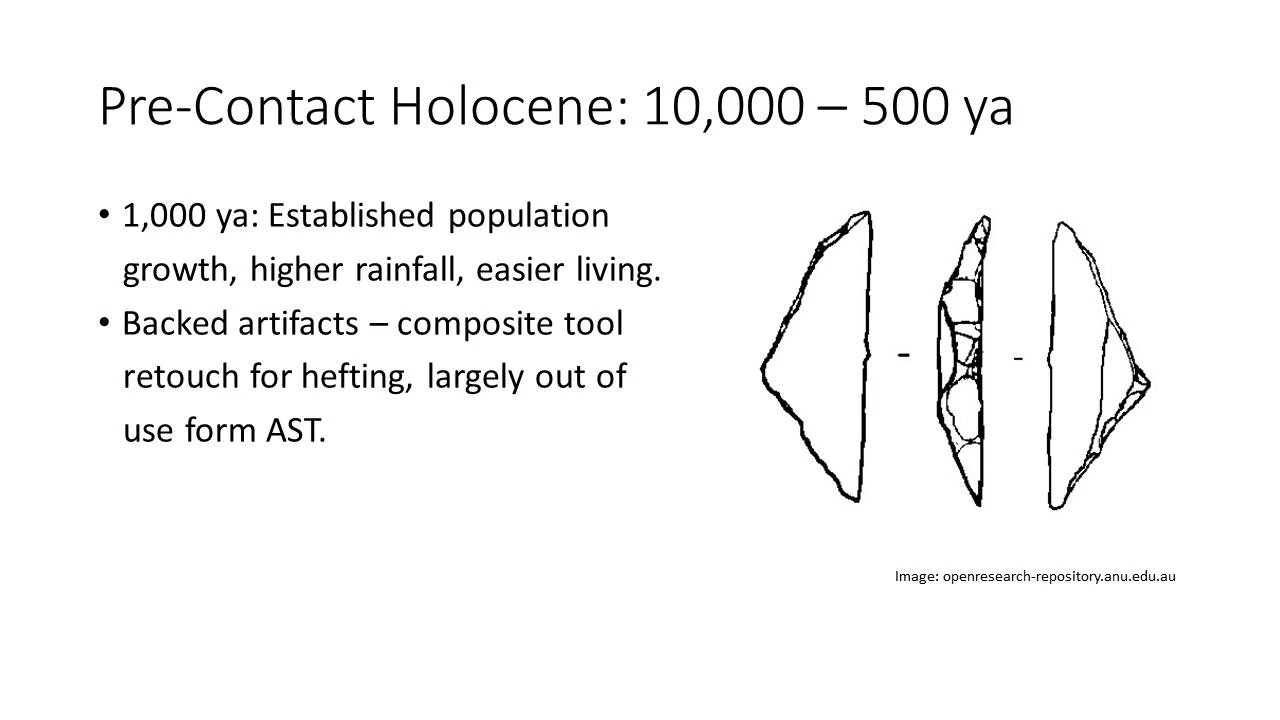 Pre-Contact Holocene: 10,000 – 500 ya
• 1,000 ya: Established population
growth, higher rainfall, easier living.
• Backed artifacts – composite tool
retouch for hefting, largely out of
use form AST.
Image: openresearch-repository.anu.edu.au